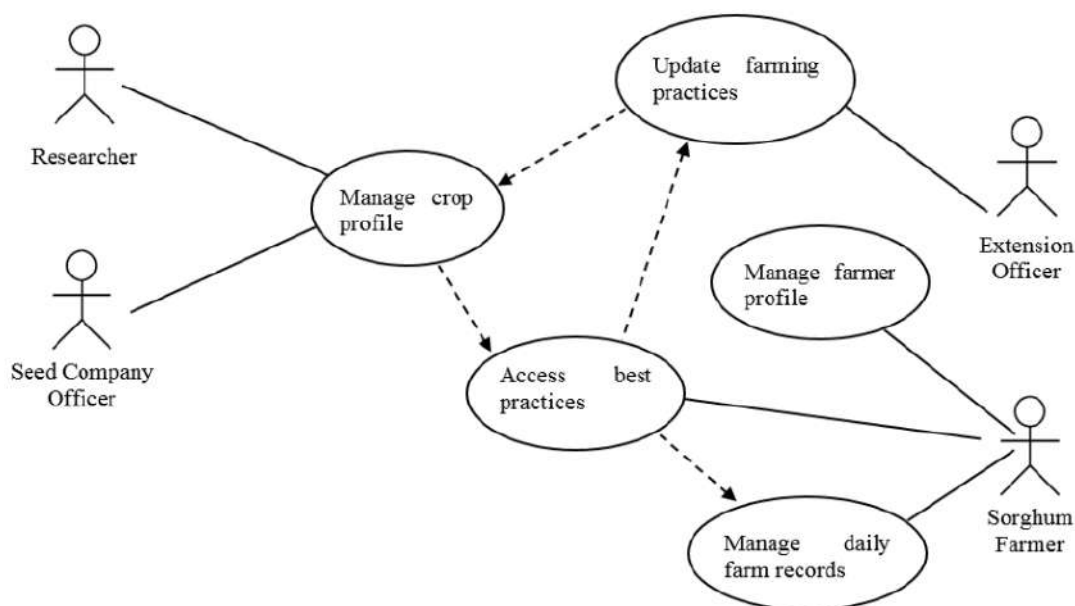 Update farming
practices
Researcher
Manage crop
profile
Extension
Officer
Manage farmer
profile
Seed Company
Officer
Access best
practices
Sorghum
Farmer
Manage daily
farm records